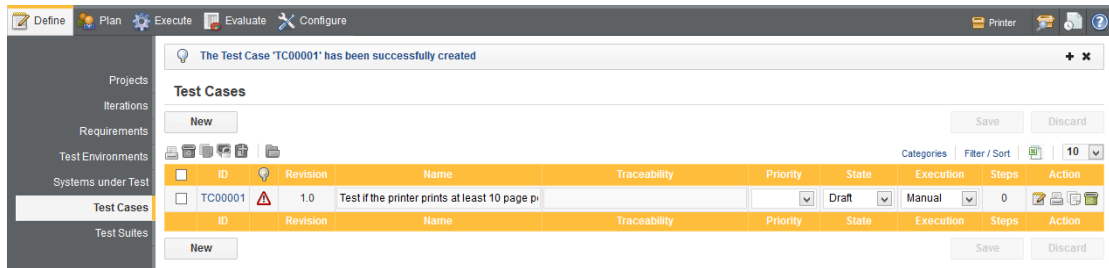 Define Plan Execute Evaluate Configure Printer
The Test Case 'TC00001' has been successfully created
Projects
Iterations
Requirements
Test Environments
Systems under Test
Test Cases
Test Suites
Test Cases
New Save Discard
Categories Filter / Sort 10
ID Revision Name Traceability Priority State Execution Steps Action
TC00001 1.0 Test if the printer prints at least 10 page Draft Manual 0
ID Revision Name Traceability Priority State Execution Steps Action
New Save Discard